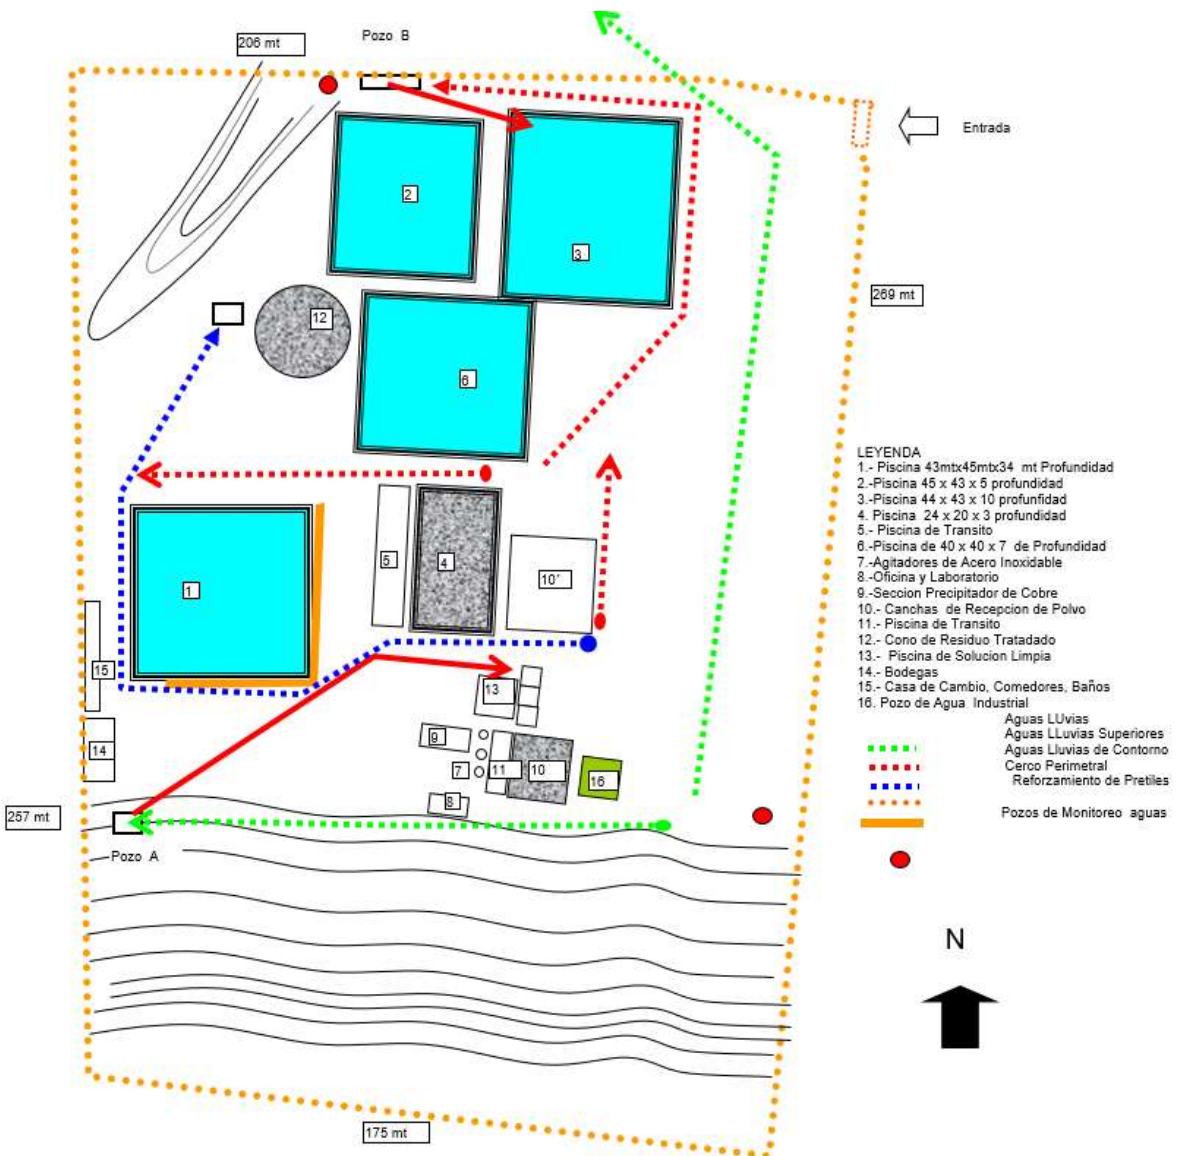 206 mt
Pozo B
Entrada
2
3
269 mt
12
6
LEYENDA
1.- Piscina 43mtx45mtx34 mt Profundidad
2.-Piscina 45 x 43 x 5 profundidad
3.-Piscina 44 x 43 x 10 profunfidad
4. Piscina 24 x 20 x 3 profundidad
5.- Piscina de Transito
6.-Piscina de 40 x 40 x 7 de Profundidad
7.-Agitadores de Acero Inoxidable
8.-Oficina y Laboratorio
9.-Seccion Precipitador de Cobre
10.- Canchas de Recepcion de Polvo
11.- Piscina de Transito
12.- Cono de Residuo Tratadado
13.- Piscina de Solucion Limpia
14.- Bodegas
15.- Casa de Cambio, Comedores, Baños
16. Pozo de Agua Industrial
Aguas LUvias
Aguas LLuvias Superiores
Aguas Lluvias de Contorno
Cerco Perimetral
Reforzamiento de Pretiles
Pozos de Monitoreo aguas
5
4
10´
1
15
13
14
9
7
11
10
16
8
257 mt
Pozo A
N
175 mt